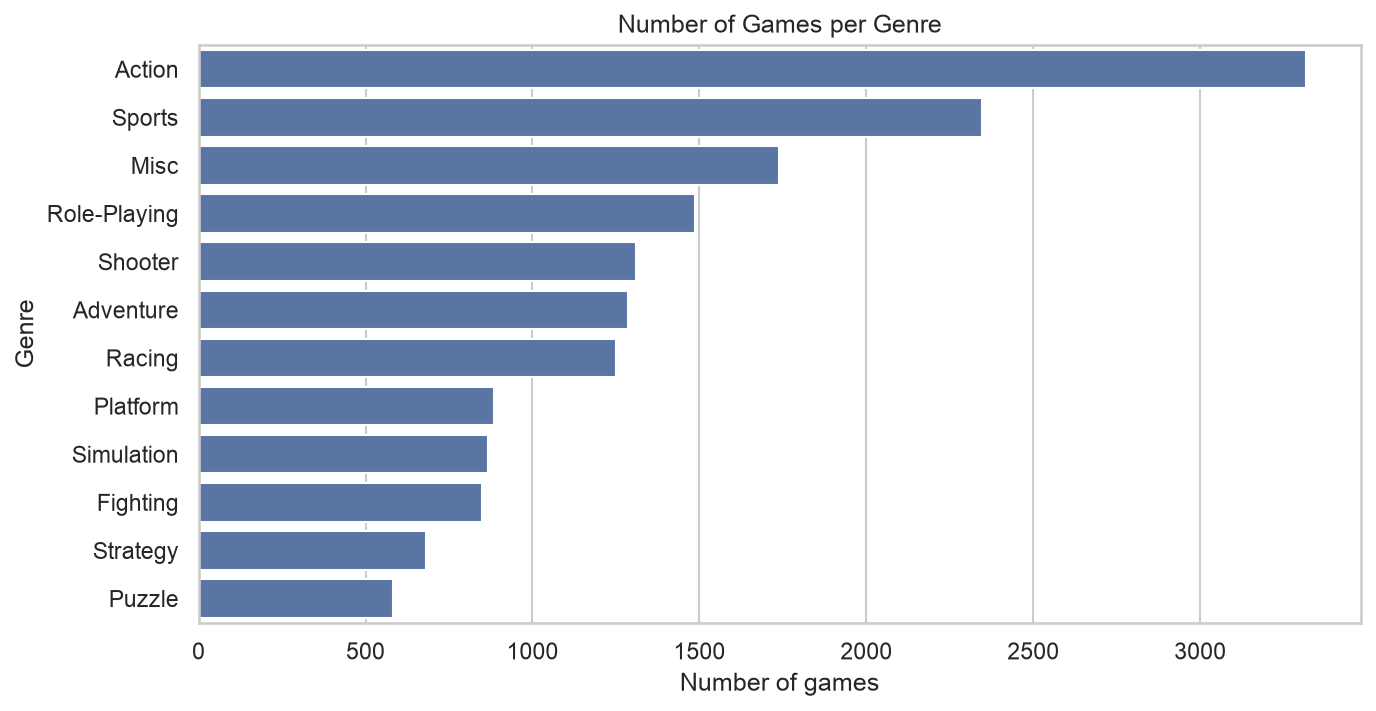 Number of Games per Genre
Genre
Action
Sports
Misc
Role-Playing
Shooter
Adventure
Racing
Platform
Simulation
Fighting
Strategy
Puzzle
0 500 1000 1500 2000 2500 3000
Number of games